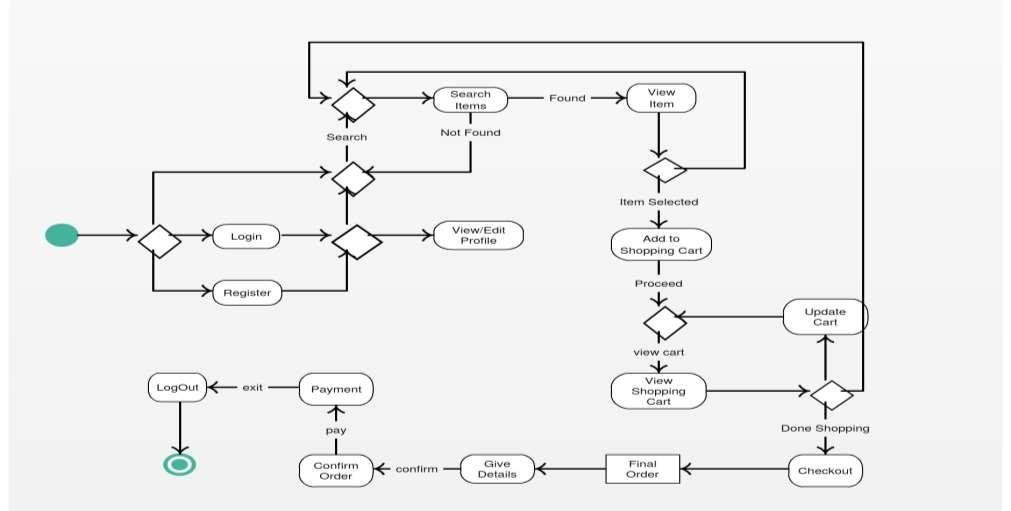 Search
Items
Found
View
Item
Search
Not Found
Item Selected
Login
View/Edit
Profile
Add to
Shopping Cart
Register
Proceed
Update
Cart
view cart
LogOut
exit
Payment
View
Shopping
Cart
pay
Done Shopping
Confirm
Order
confirm
Give
Details
Final
Order
Checkout